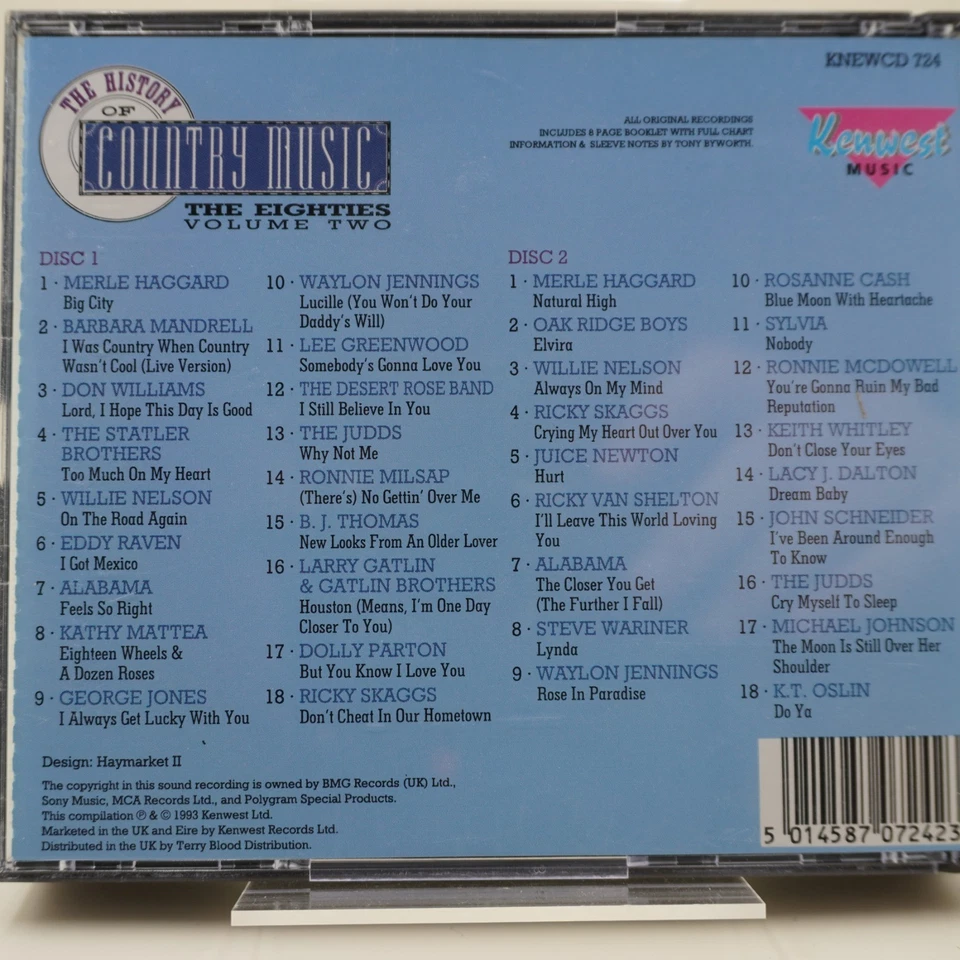 THE HISTORY
OF
COUNTRY MUSIC
THE EIGHTIES
VOLUME TWO
ALL ORIGINAL RECORDINGS
INCLUDES 8 PAGE BOOKLET WITH FULL CHART
INFORMATION & SLEEVE NOTES BY TONY BYWORTH.
KNEWCD 724
Kenwest
MUSIC
DISC 1
1 · MERLE HAGGARD
Big City
2 · BARBARA MANDRELL
I Was Country When Country
Wasn't Cool (Live Version)
3 · DON WILLIAMS
Lord, I Hope This Day Is Good
4 · THE STATLER
BROTHERS
Too Much On My Heart
5 · WILLIE NELSON
On The Road Again
6 · EDDY RAVEN
I Got Mexico
7 · ALABAMA
Feels So Right
8 · KATHY MATTEA
Eighteen Wheels &
A Dozen Roses
9 · GEORGE JONES
I Always Get Lucky With You
10 · WAYLON JENNINGS
Lucille (You Won't Do Your
Daddy's Will)
11 · LEE GREENWOOD
Somebody's Gonna Love You
12 · THE DESERT ROSE BAND
I Still Believe In You
13 · THE JUDDS
Why Not Me
14 · RONNIE MILSAP
(There's) No Gettin' Over Me
15 · B. J. THOMAS
New Looks From An Older Lover
16 · LARRY GATLIN
& GATLIN BROTHERS
Houston (Means, I'm One Day
Closer To You)
17 · DOLLY PARTON
But You Know I Love You
18 · RICKY SKAGGS
Don't Cheat In Our Hometown
DISC 2
1 · MERLE HAGGARD
Natural High
2 · OAK RIDGE BOYS
Elvira
3 · WILLIE NELSON
Always On My Mind
4 · RICKY SKAGGS
Crying My Heart Out Over You
5 · JUICE NEWTON
Hurt
6 · RICKY VAN SHELTON
I'll Leave This World Loving
You
7 · ALABAMA
The Closer You Get
(The Further I Fall)
8 · STEVE WARINER
Lynda
9 · WAYLON JENNINGS
Rose In Paradise
10 · ROSANNE CASH
Blue Moon With Heartache
11 · SYLVIA
Nobody
12 · RONNIE MCDOWELL
You're Gonna Ruin My Bad
Reputation
13 · KEITH WHITLEY
Don't Close Your Eyes
14 · LACY J. DALTON
Dream Baby
15 · JOHN SCHNEIDER
I've Been Around Enough
To Know
16 · THE JUDDS
Cry Myself To Sleep
17 · MICHAEL JOHNSON
The Moon Is Still Over Her
Shoulder
18 · K.T. OSLIN
Do Ya
Design: Haymarket II
The copyright in this sound recording is owned by BMG Records (UK) Ltd.,
Sony Music, MCA Records Ltd., and Polygram Special Products.
This compilation ℗ & © 1993 Kenwest Ltd.
Marketed in the UK and Eire by Kenwest Records Ltd.
Distributed in the UK by Terry Blood Distribution.
5 014587 072423